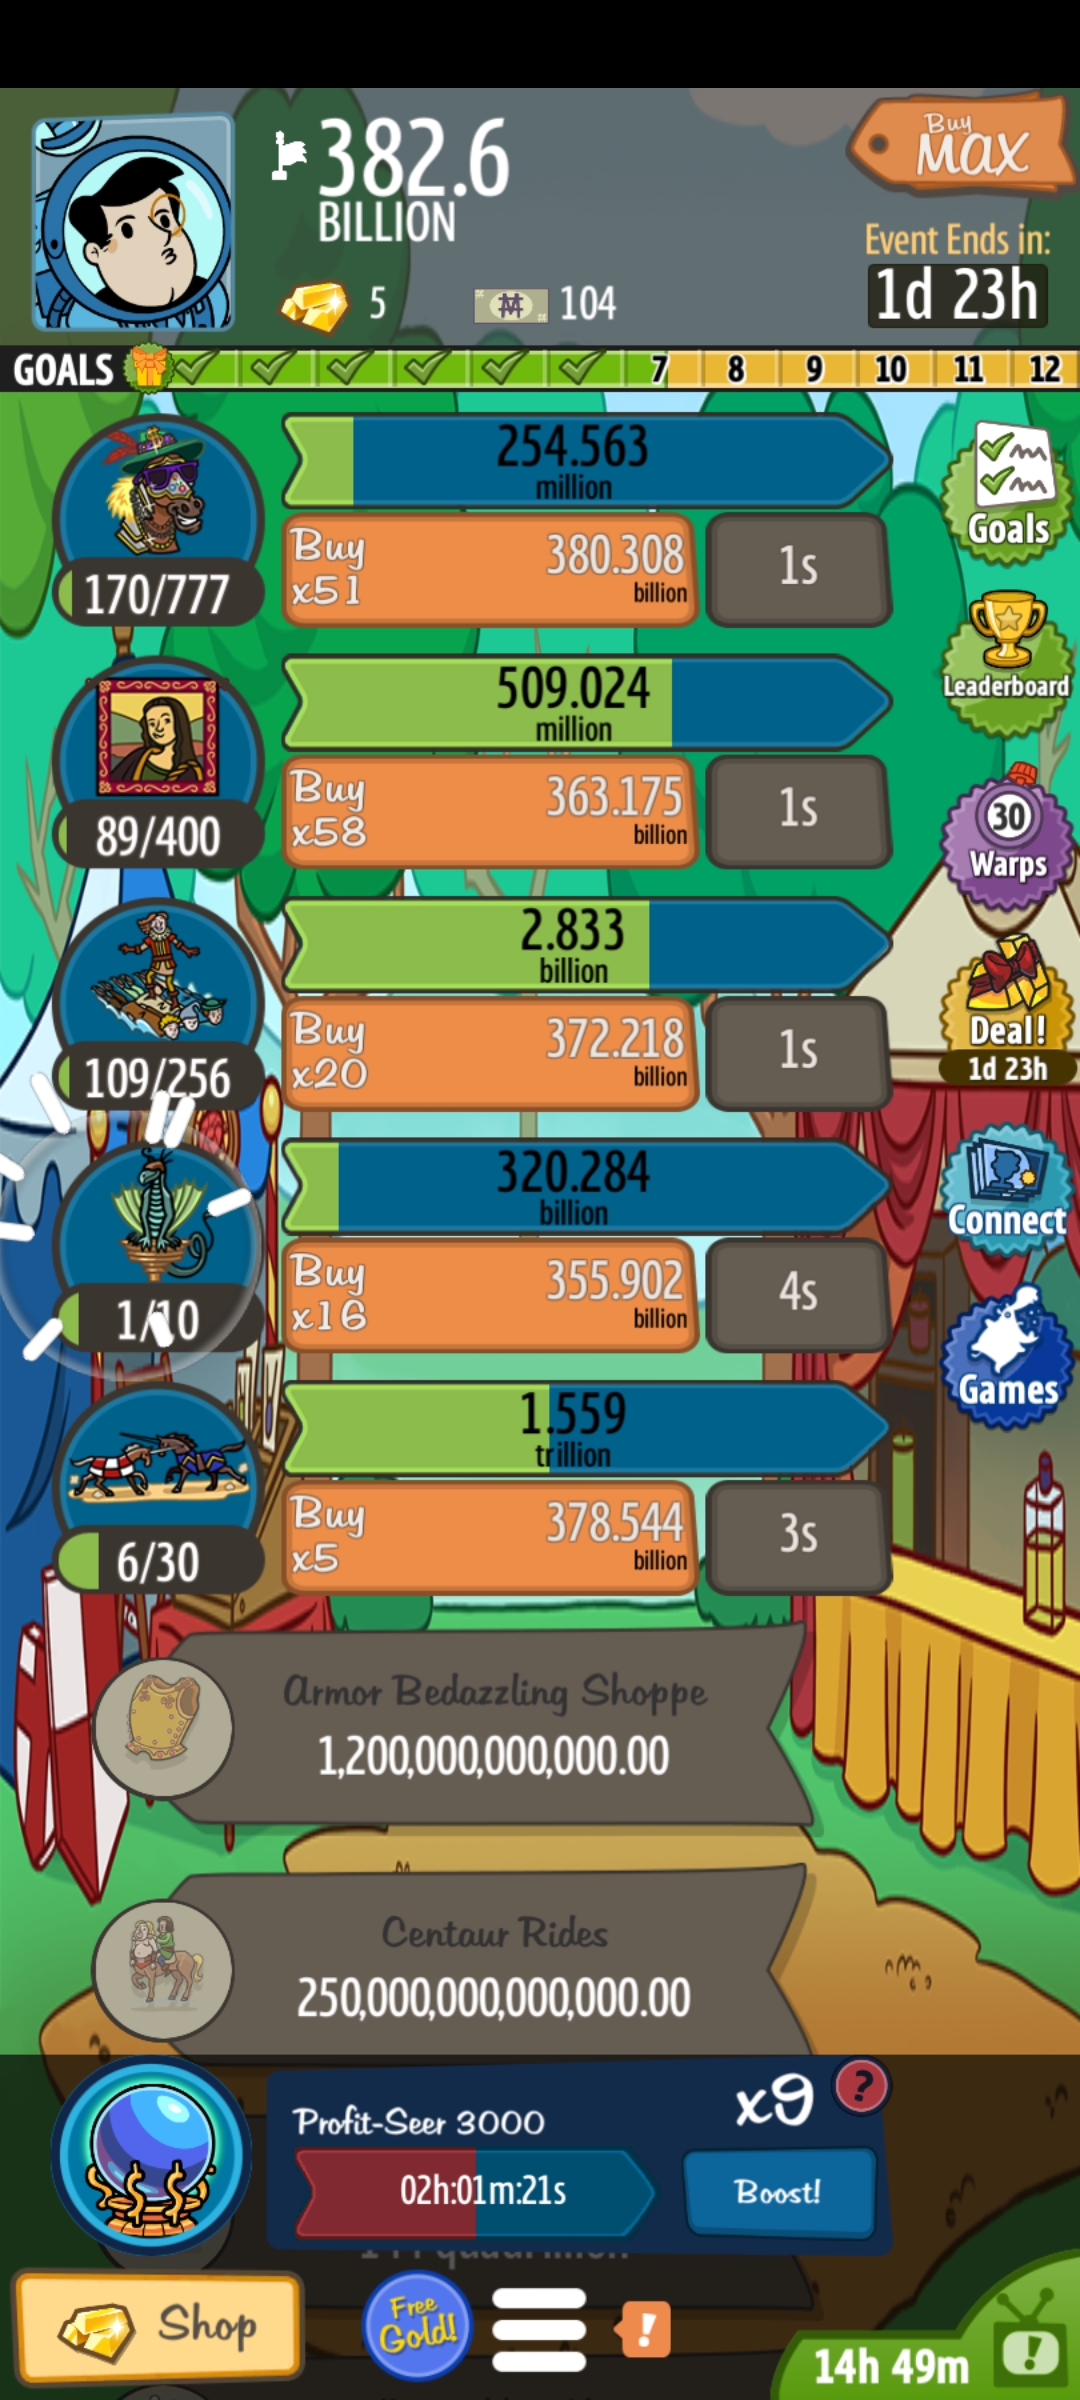 382.6
BILLION
Buy
MAX
Event Ends in:
1d 23h
5
104
GOALS
7
8
9
10
11
12
254.563
million
Buy
x51
380.308
billion
1s
170/777
Goals
509.024
million
Buy
x58
363.175
billion
1s
89/400
Leaderboard
30
Warps
2.833
billion
Buy
x20
372.218
billion
1s
109/256
Deal!
1d 23h
320.284
billion
Buy
x16
355.902
billion
4s
1/10
Connect
1.559
trillion
Buy
x5
378.544
billion
3s
6/30
Games
Armor Bedazzling Shoppe
1,200,000,000,000.00
Centaur Rides
250,000,000,000,000.00
Profit-Seer 3000
x9
?
02h:01m:21s
Boost!
Shop
Free
Gold!
!
14h 49m
!